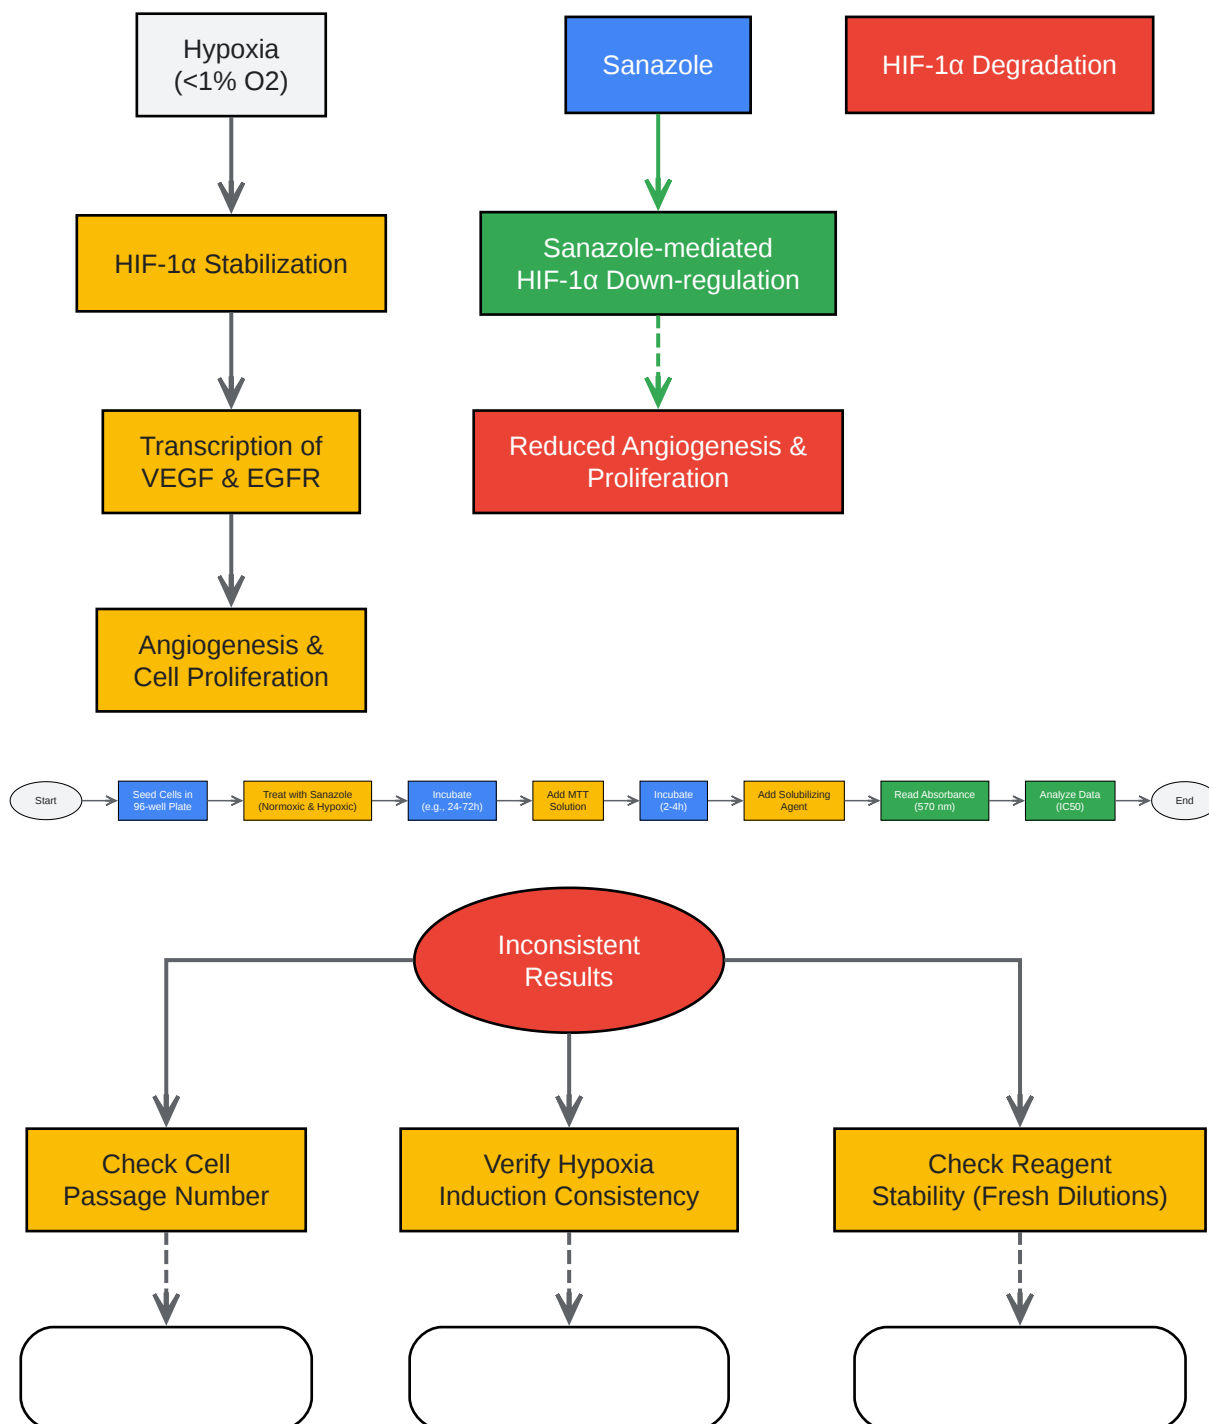 Hypoxia
(<1% O2)
Sanazole
HIF-1α Degradation
HIF-1α Stabilization
Sanazole-mediated
HIF-1α Down-regulation
Transcription of
VEGF & EGFR
Reduced Angiogenesis &
Proliferation
Angiogenesis &
Cell Proliferation
Start
Seed Cells in
96-well Plate
Treat with Sanazole
(Normoxic & Hypoxic)
Incubate
(e.g., 24-72h)
Add MTT
Solution
Incubate
(2-4h)
Add Solubilizing
Agent
Read Absorbance
(570 nm)
Analyze Data
(IC50)
End
Inconsistent
Results
Check Cell
Passage Number
Verify Hypoxia
Induction Consistency
Check Reagent
Stability (Fresh Dilutions)